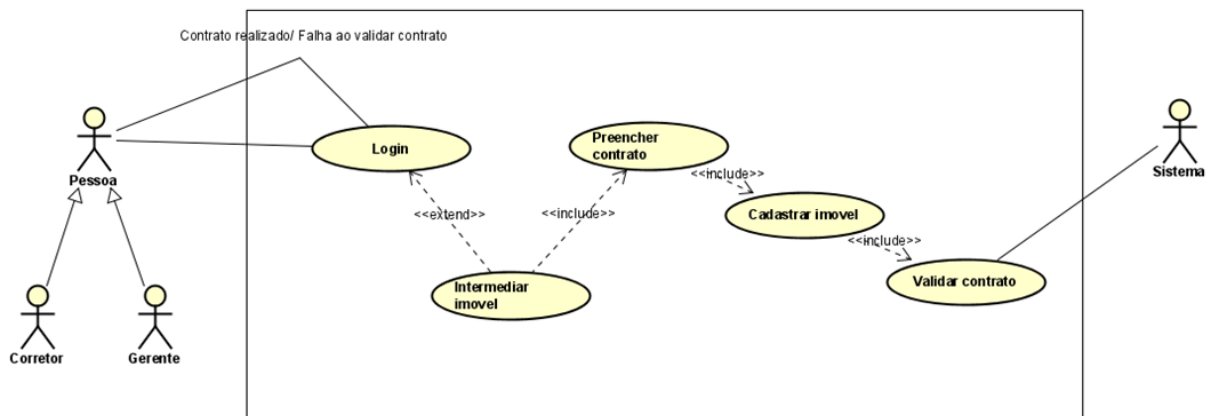 Contrato realizado/ Falha ao validar contrato
Pessoa
Corretor
Gerente
Login
<<extend>>
Intermediar
imovel
<<include>>
Preencher
contrato
<<include>>
Cadastrar imovel
<<include>>
Validar contrato
Sistema